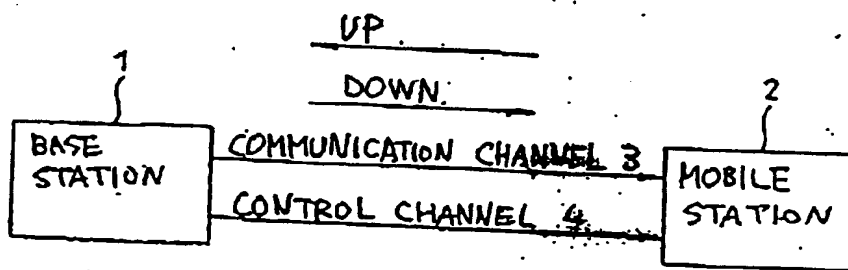 UP
DOWN
1
2
BASE
STATION
COMMUNICATION CHANNEL 3
CONTROL CHANNEL 4
MOBILE
STATION